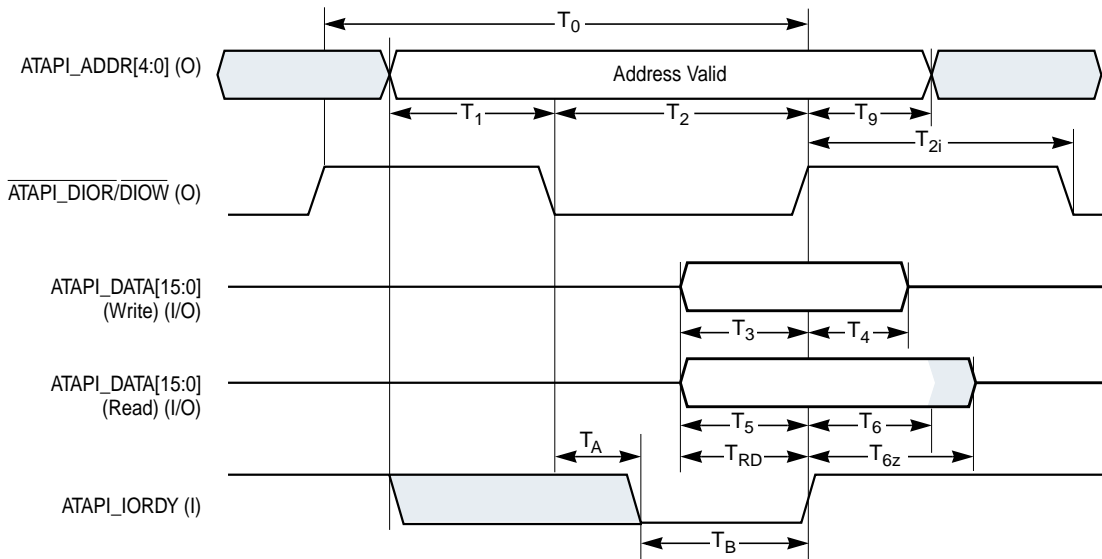 T0
ATAPI_ADDR[4:0] (O)
Address Valid
T1
T2
T9
T2i
ATAPI_DIOR/DIOW (O)
ATAPI_DATA[15:0]
(Write) (I/O)
T3
T4
ATAPI_DATA[15:0]
(Read) (I/O)
T5
T6
TA
TRD
T6z
ATAPI_IORDY (I)
TB